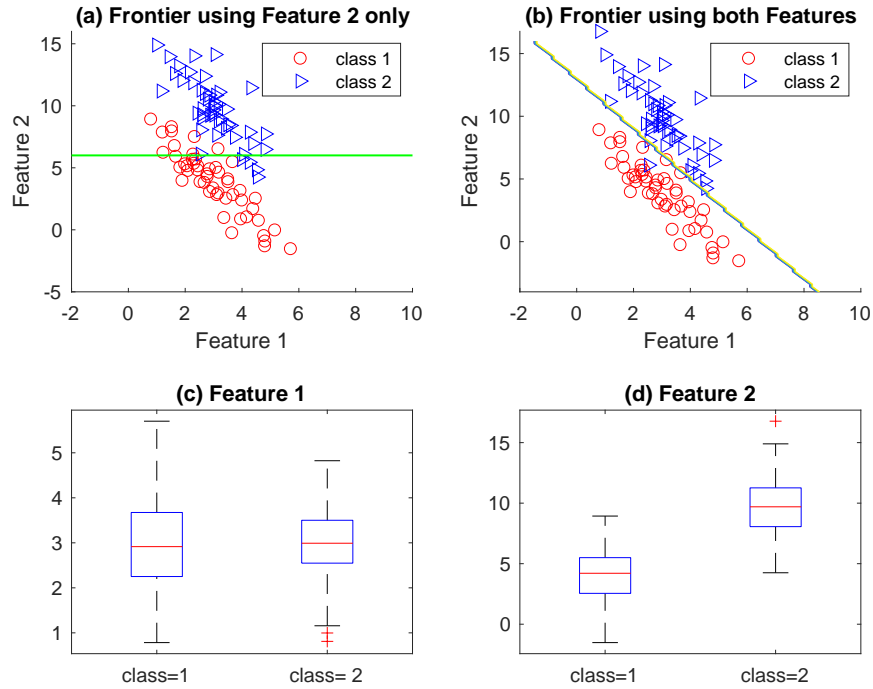 (a) Frontier using Feature 2 only
15
10
5
0
-5
Feature 2
class 1
class 2
-2
0
2
4
6
8
10
Feature 1
(b) Frontier using both Features
15
10
5
0
Feature 2
class 1
class 2
-2
0
2
4
6
8
10
Feature 1
(c) Feature 1
5
4
3
2
1
class=1
class= 2
(d) Feature 2
15
10
5
0
class=1
class=2